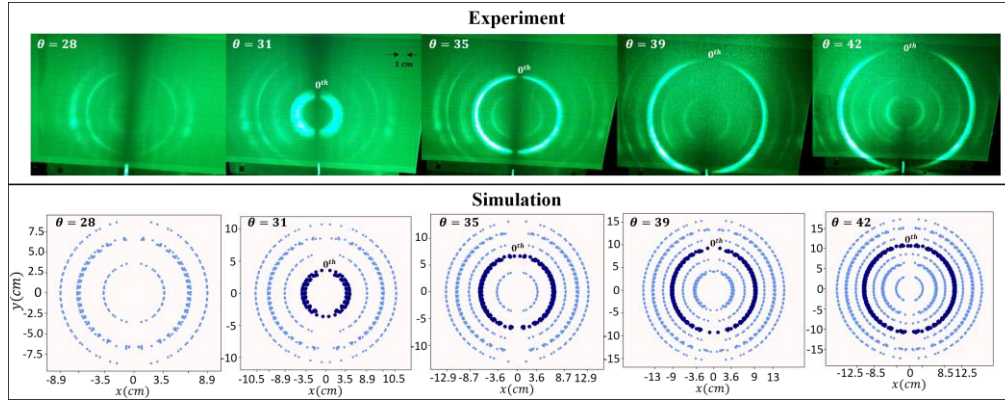 Experiment
θ = 28
θ = 31
θ = 35
θ = 39
θ = 42
1 cm
0th
0th
0th
0th
Simulation
θ = 28
θ = 31
θ = 35
θ = 39
θ = 42
0th
0th
0th
0th
y(cm)
7.5
5.0
2.5
0
-2.5
-5.0
-7.5
10
5
0
-5
-10
10
5
0
-5
-10
15
10
5
0
-5
-10
-15
15
10
5
0
-5
-10
-15
-8.9 -3.5 0 3.5 8.9
-10.5 -7.5 -3.5 0 3.5 7.5 10.5
-12.9 -8.7 -3.6 0 3.6 8.7 12.9
-13 -9 -3.6 0 3.6 9 13
-12.5 -8.5 0 8.5 12.5
x(cm)
x(cm)
x(cm)
x(cm)
x(cm)